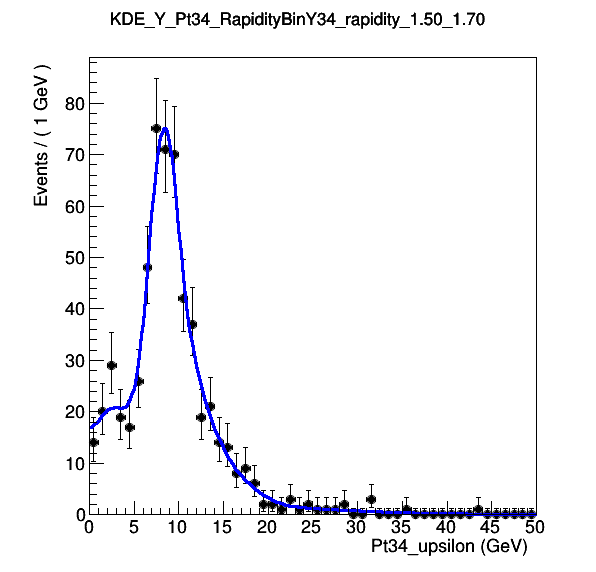 KDE_Y_Pt34_RapidityBinY34_rapidity_1.50_1.70
Events / ( 1 GeV )
80
70
60
50
40
30
20
10
0
0 5 10 15 20 25 30 35 40 45 50
Pt34_upsilon (GeV)